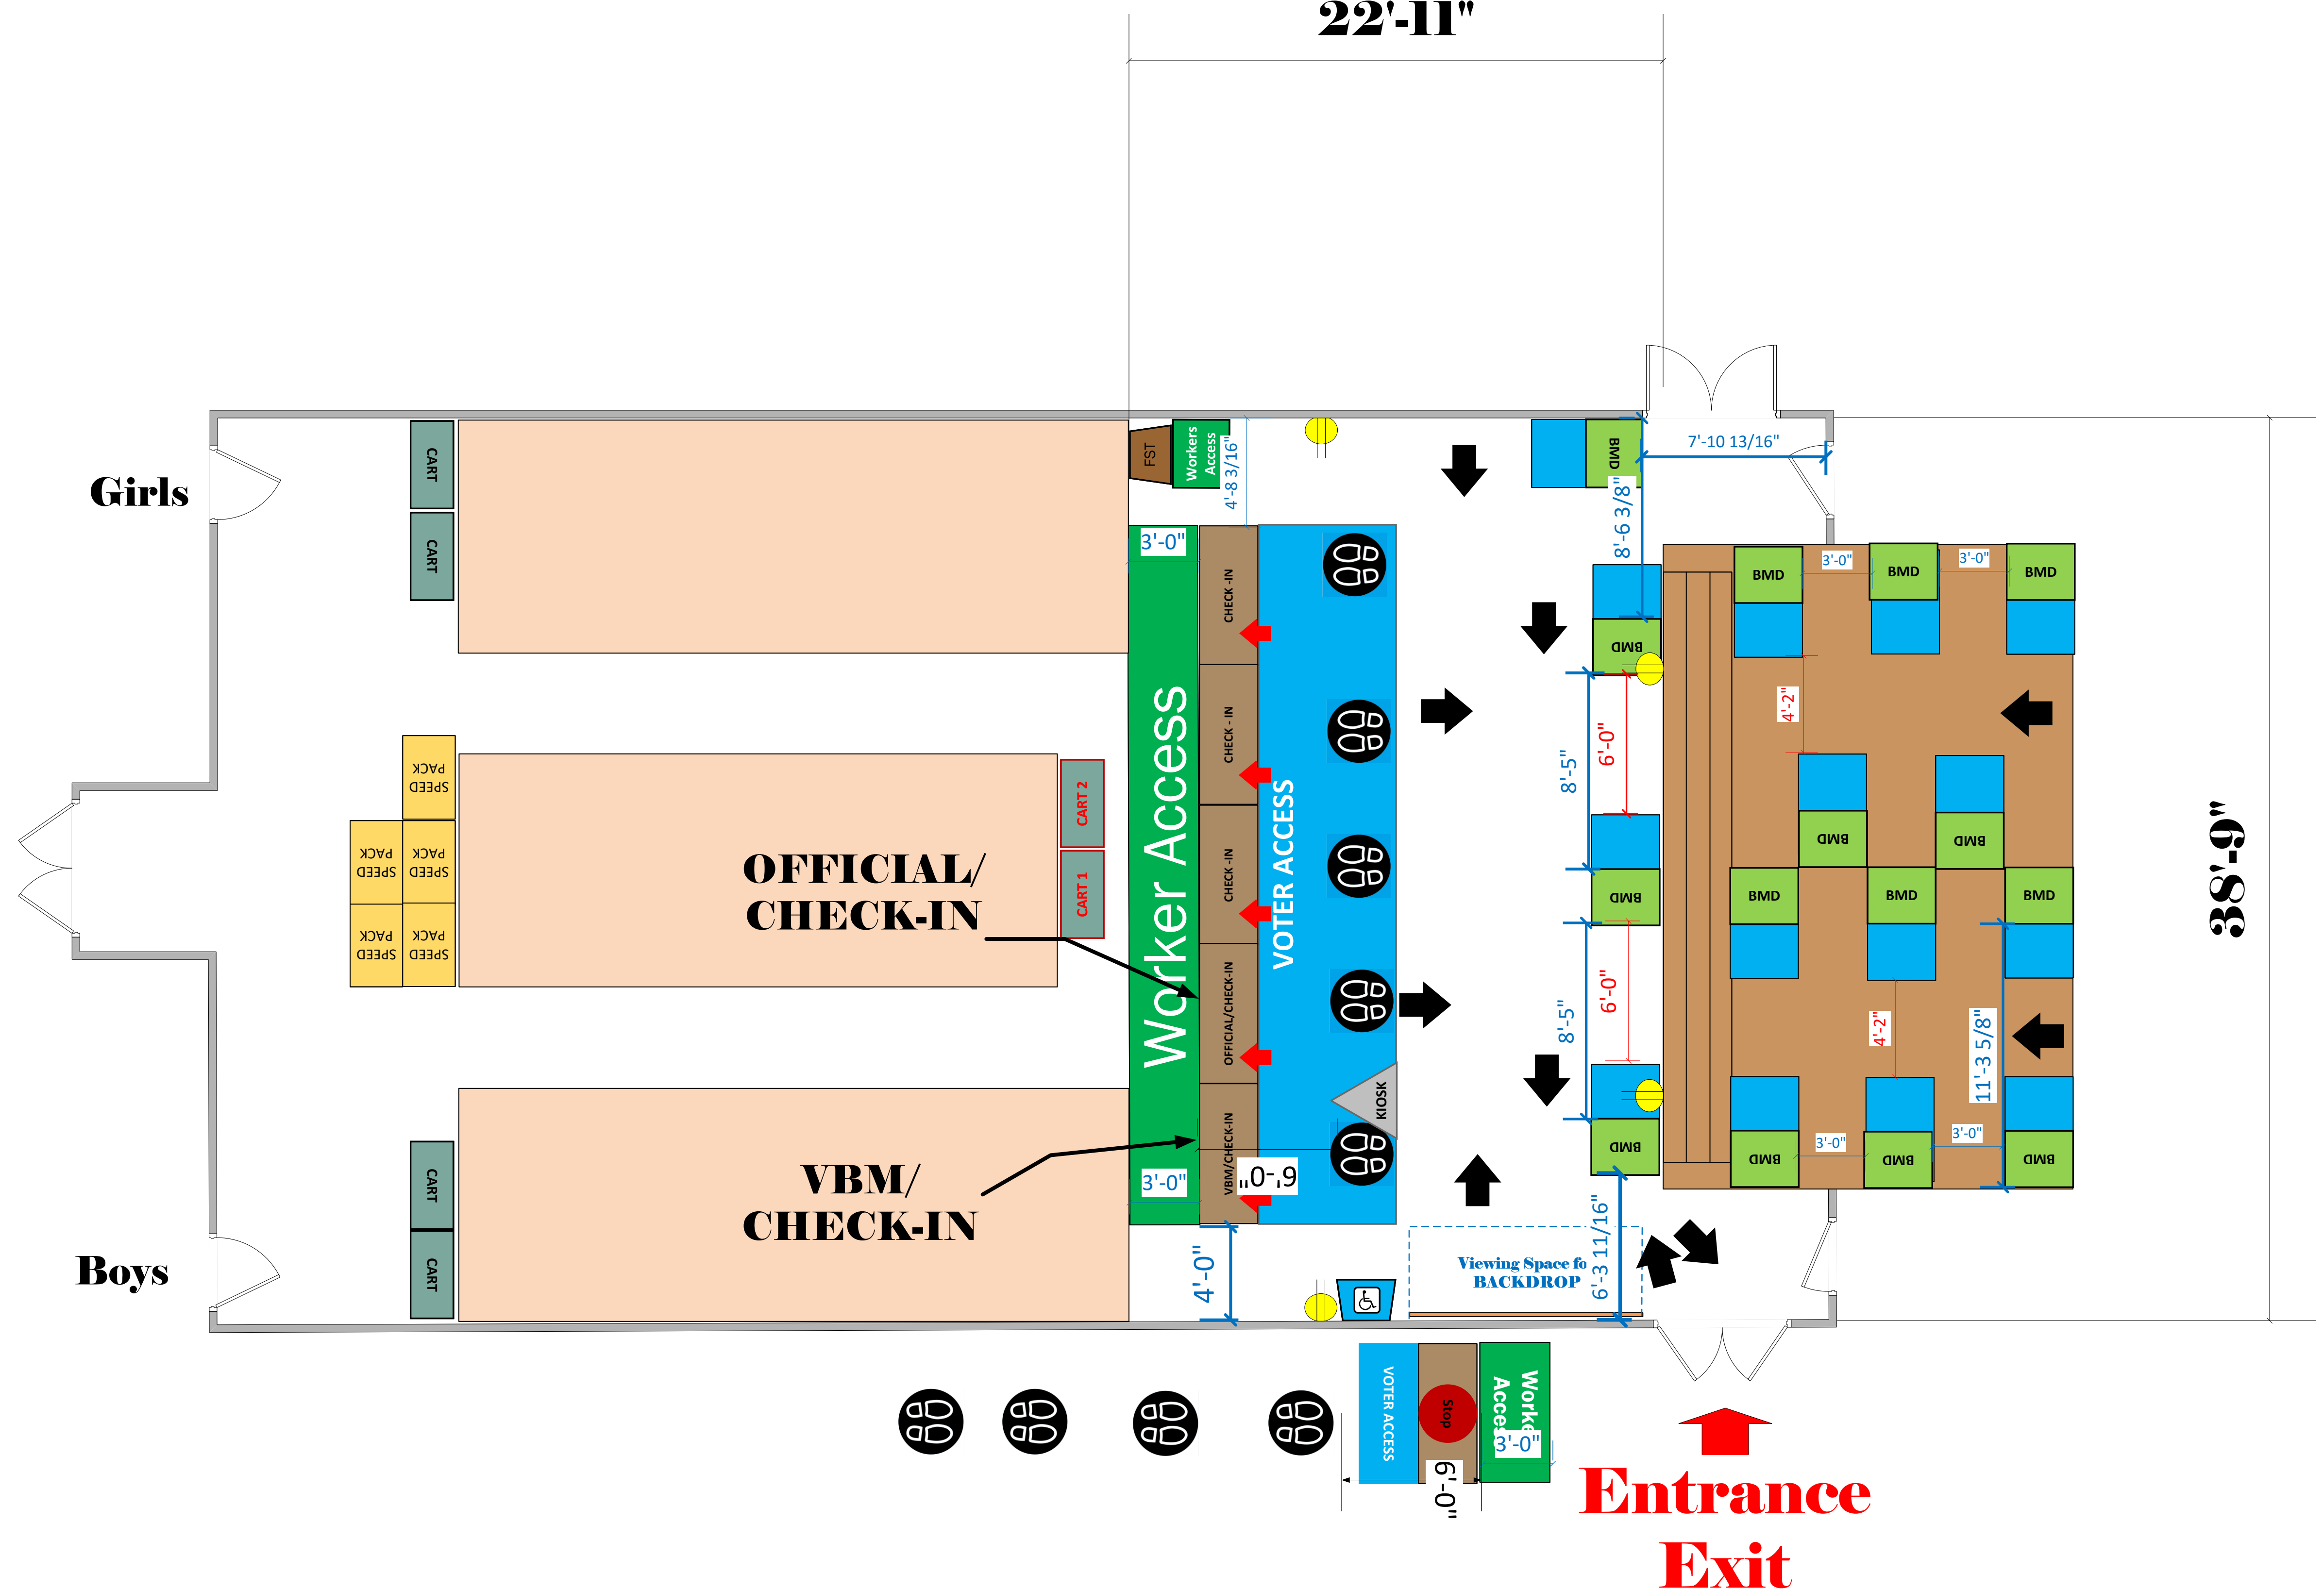 22'-11"
Girls
CART
CART
FST
Workers
Access
4'-8 3/16"
BMD
7'-10 13/16"
8'-6 3/8"
3'-0"
CHECK -IN
BMD
BMD
3'-0"
BMD
3'-0"
BMD
4'-2"
SPEED
PACK
CART 2
Worker Access
CHECK - IN
VOTER ACCESS
8'-5"
6'-0"
38'-9"
SPEED
PACK
SPEED
PACK
OFFICIAL/
CHECK-IN
CART 1
CHECK -IN
BMD
BMD
BMD
BMD
BMD
BMD
SPEED
PACK
SPEED
PACK
OFFICIAL/CHECK-IN
8'-5"
6'-0"
4'-2"
11'-3 5/8"
CART
VBM/
CHECK-IN
3'-0"
VBM/CHECK-IN
6'-0"
KIOSK
BMD
BMD
3'-0"
BMD
3'-0"
BMD
Boys
CART
4'-0"
Viewing Space fo
BACKDROP
6'-3 11/16"
VOTER ACCESS
Stop
Worke
Acces
3'-0"
6'-0"
Entrance
Exit